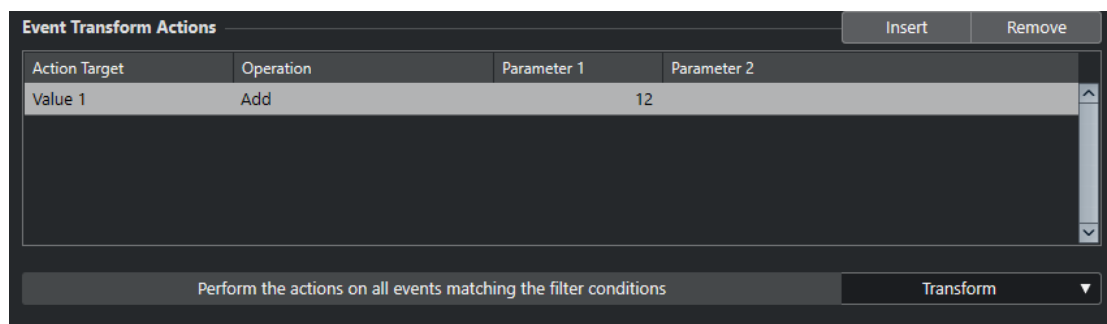 Event Transform Actions Insert Remove
Action Target Operation Parameter 1 Parameter 2
Value 1 Add 12
Perform the actions on all events matching the filter conditions Transform